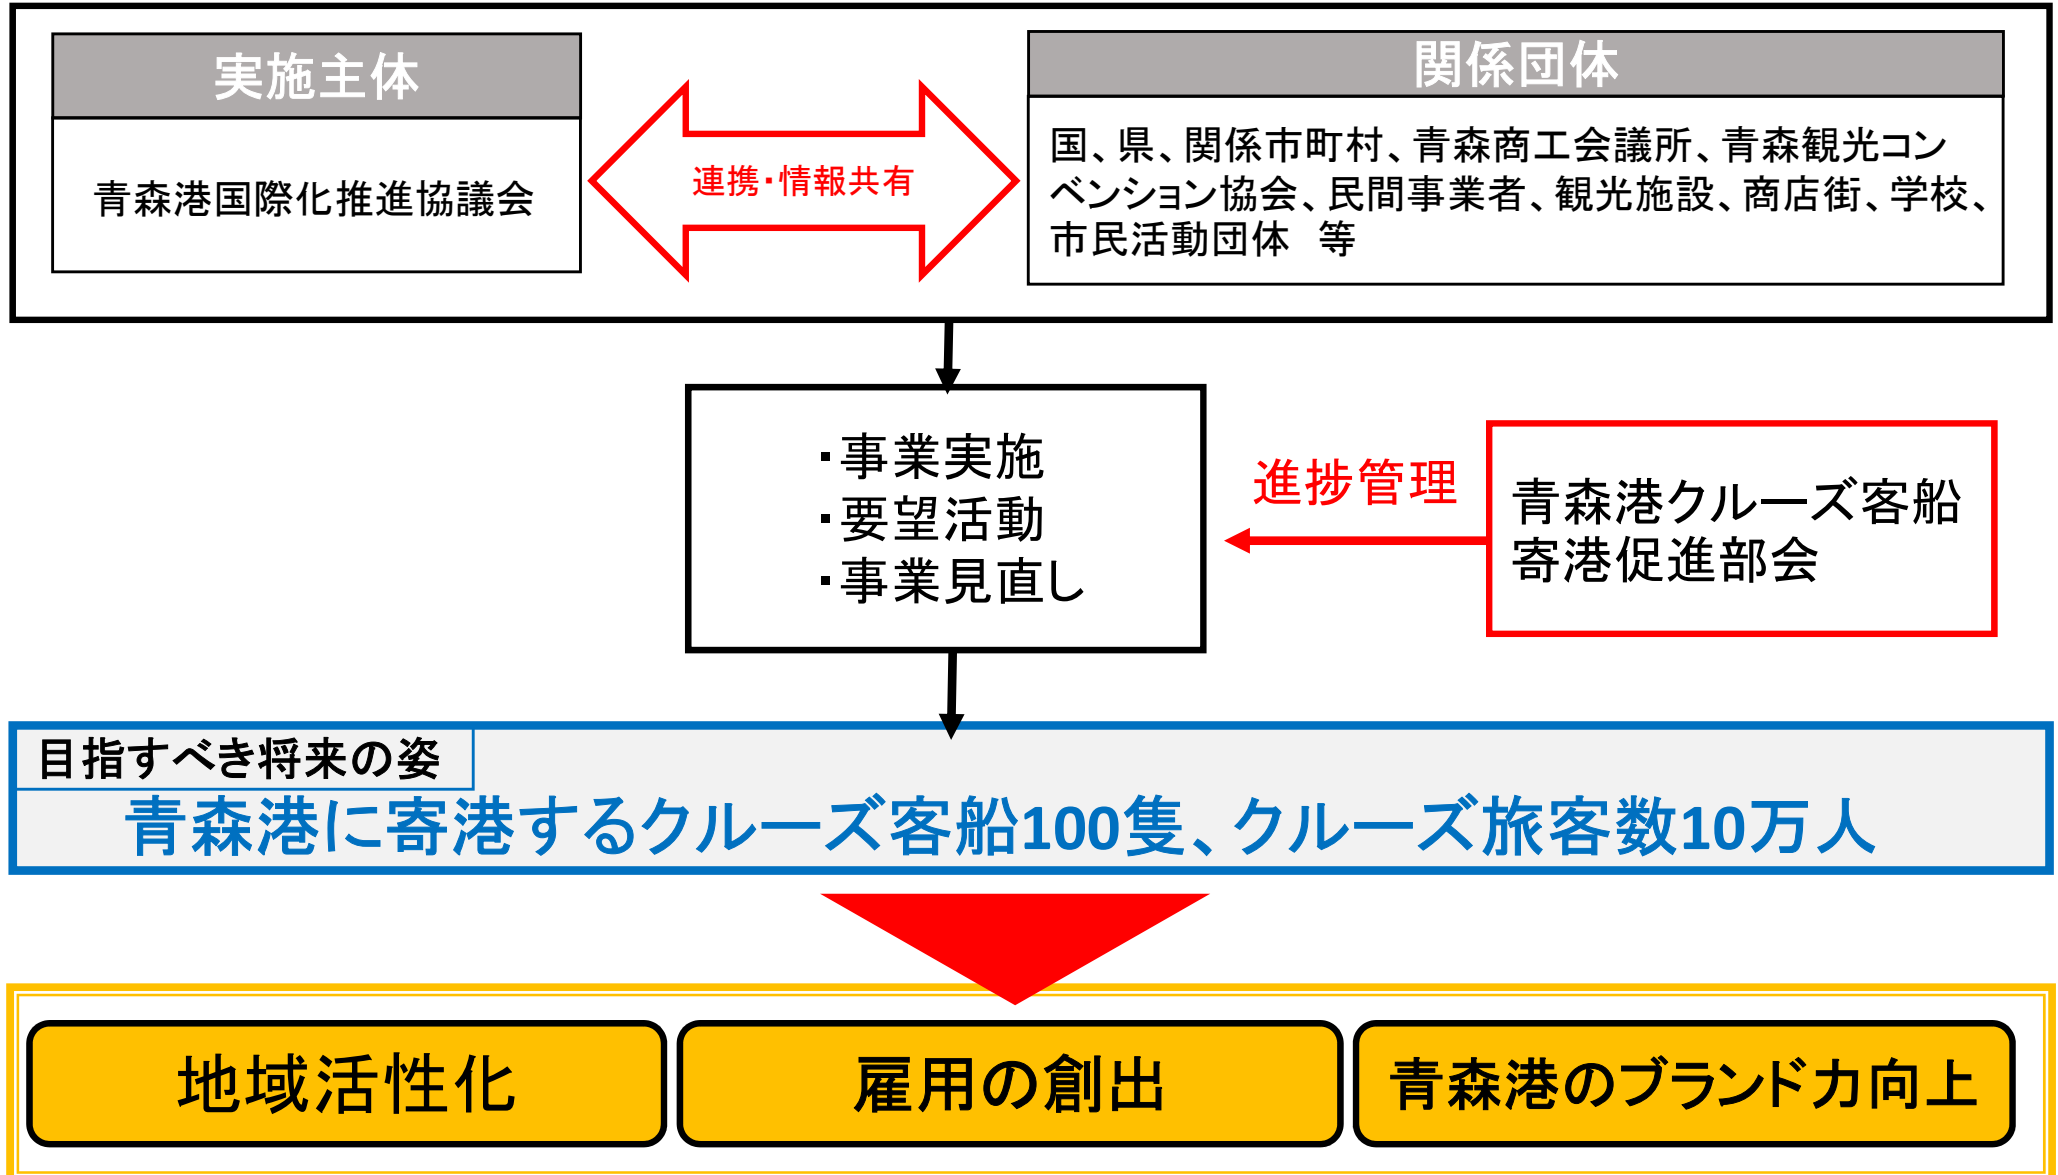 実施主体
青森港国際化推進協議会
連携・情報共有
関係団体
国、県、関係市町村、青森商工会議所、青森観光コン
ベンション協会、民間事業者、観光施設、商店街、学校、
市民活動団体　等
・事業実施
・要望活動
・事業見直し
進捗管理
青森港クルーズ客船
寄港促進部会
目指すべき将来の姿
青森港に寄港するクルーズ客船100隻、クルーズ旅客数10万人
地域活性化
雇用の創出
青森港のブランド力向上